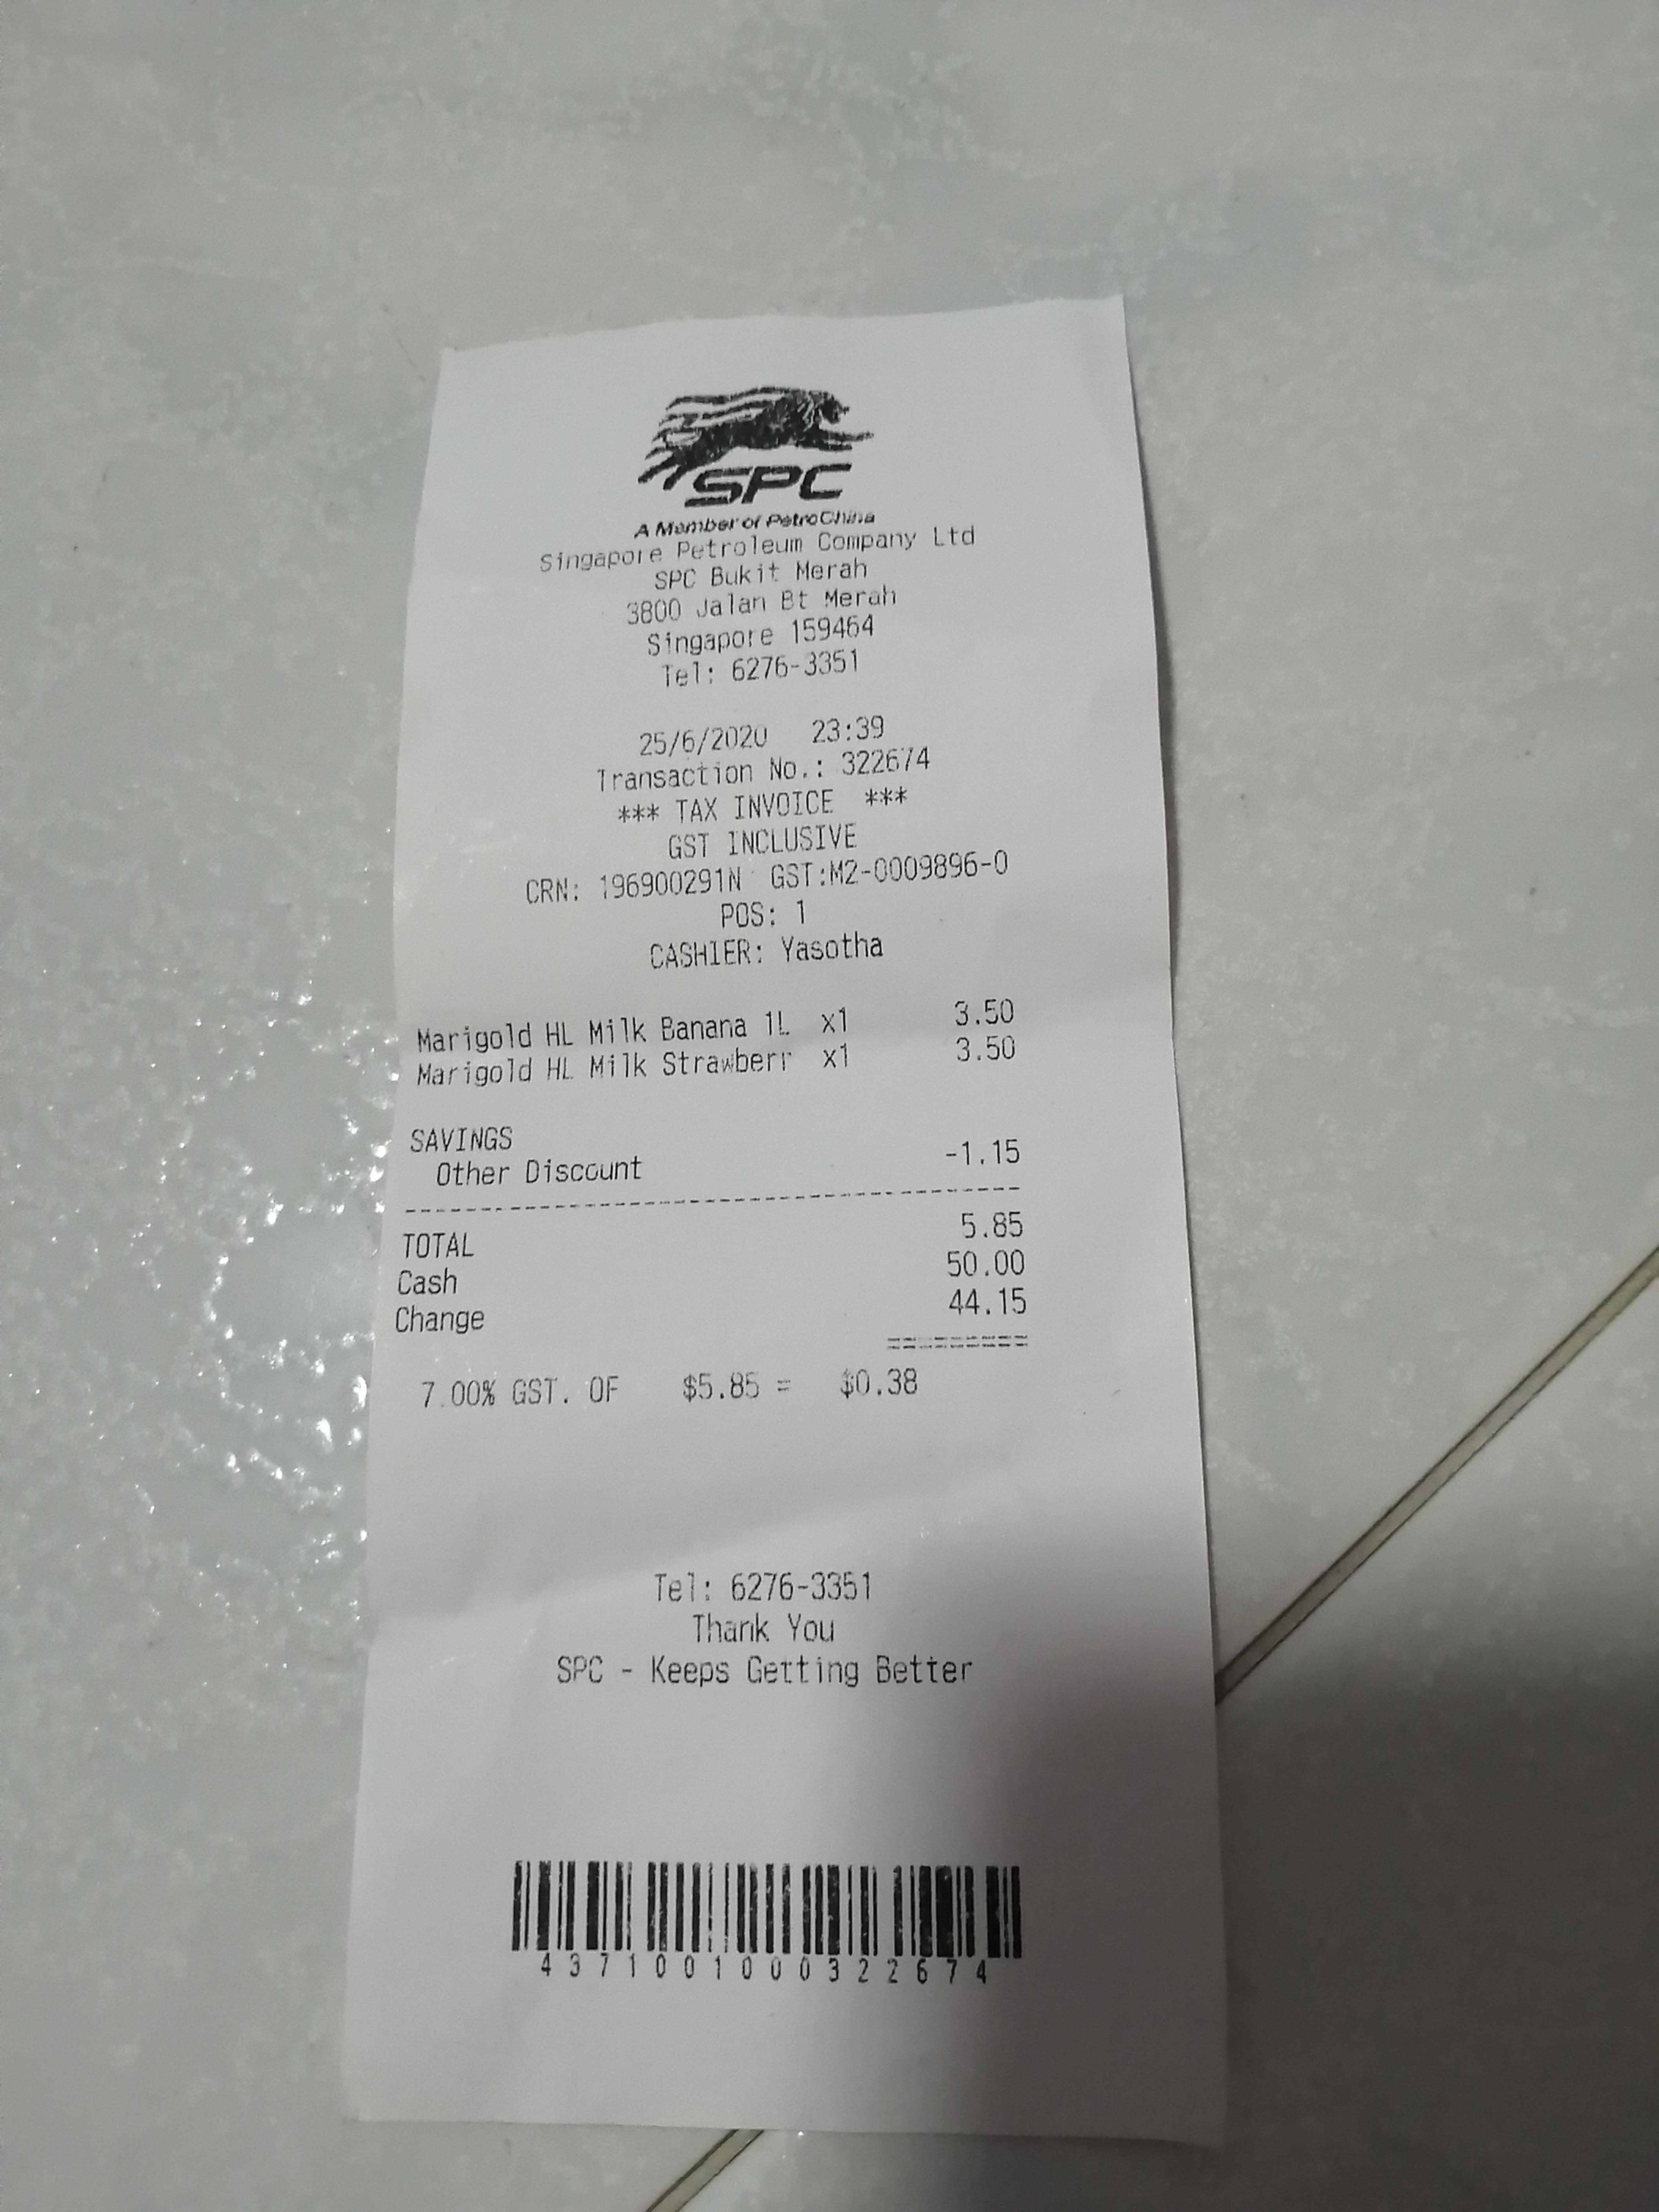 SPC
A Member of PetroChina
Singapore Petroleum Company Ltd
SPC Bukit Merah
3800 Jalan Bt Merah
Singapore 159464
Tel: 6276-3351
25/6/2020 23:39
Transaction No.: 322674
*** TAX INVOICE ***
GST INCLUSIVE
CRN: 196900291N GST:M2-0009896-0
POS: 1
CASHIER: Yasotha
Marigold HL Milk Banana 1L x1 3.50
Marigold HL Milk Strawberr x1 3.50
SAVINGS
Other Discount -1.15
TOTAL 5.85
Cash 50.00
Change 44.15
7.00% GST. OF $5.85 = $0.38
Tel: 6276-3351
Thank You
SPC - Keeps Getting Better
4371001000322674